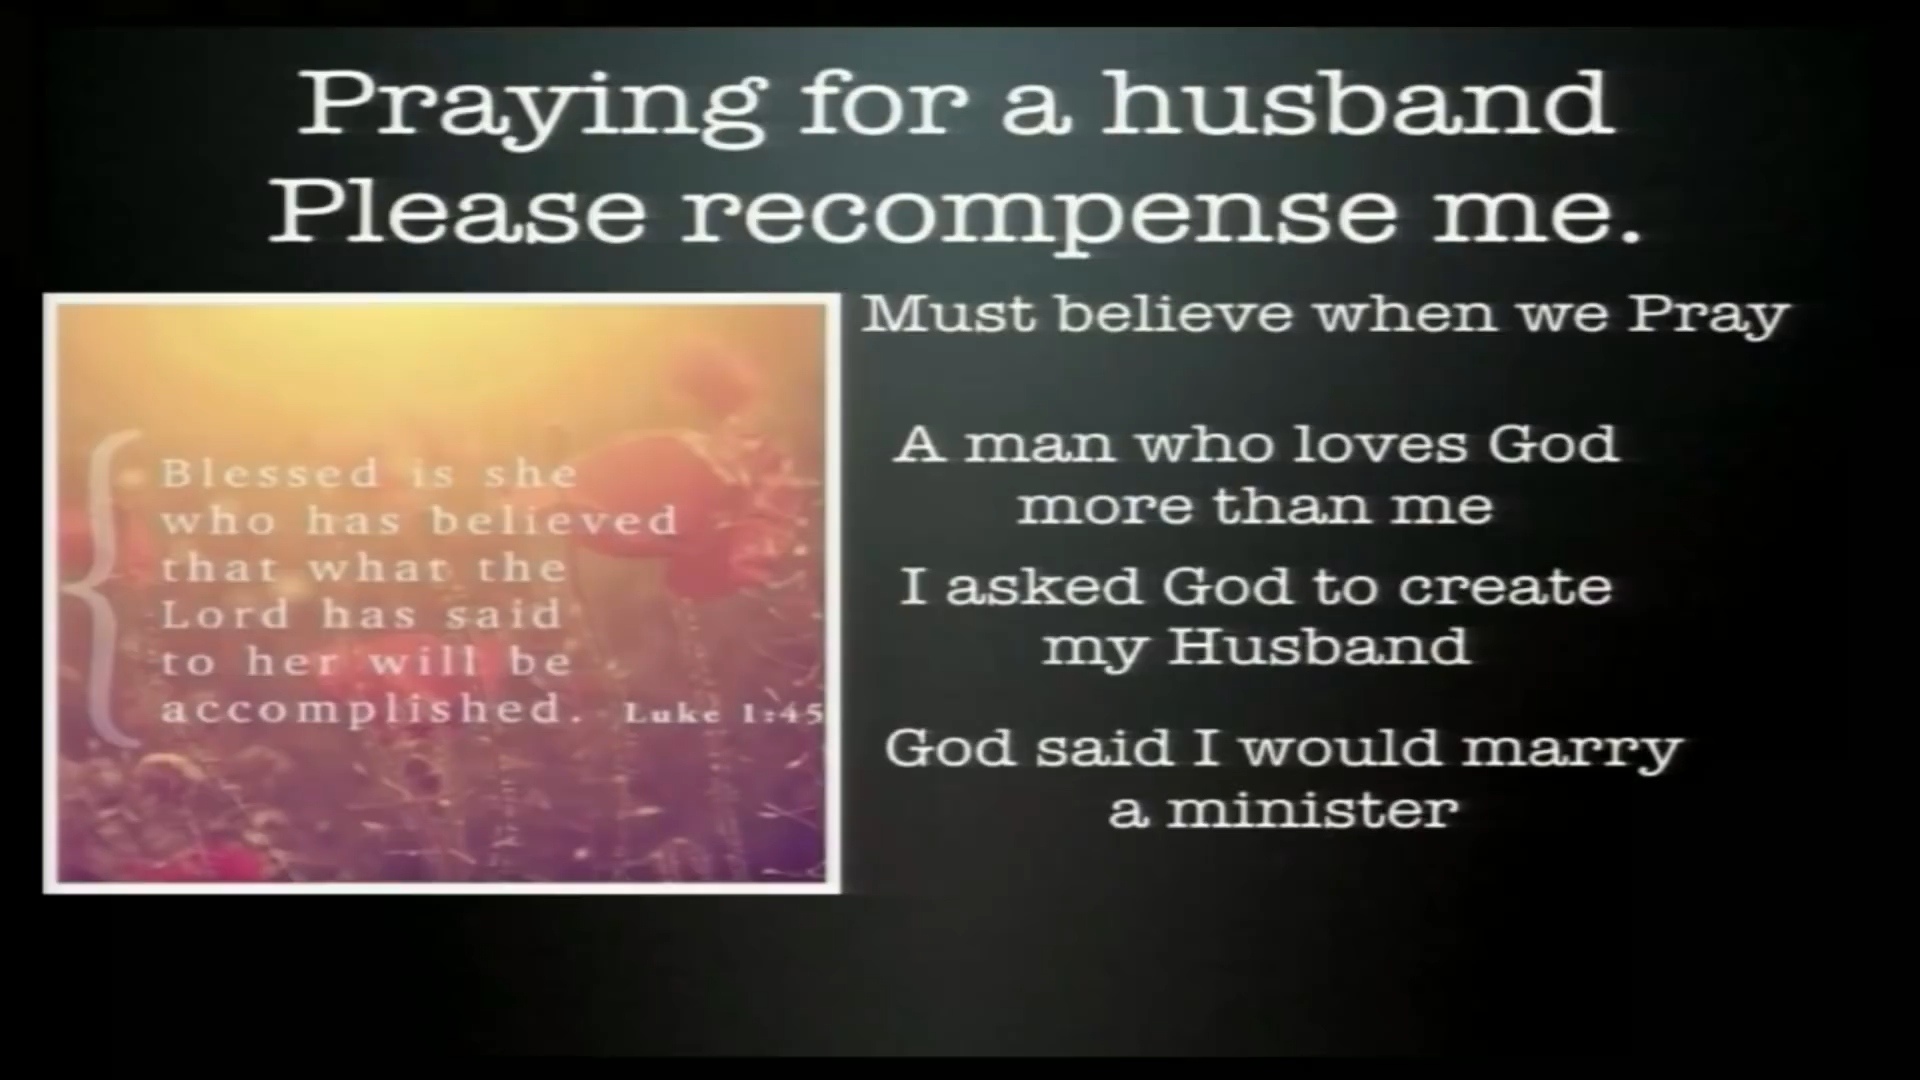 Praying for a husband
Please recompense me.
Blessed is she
who has believed
that what the
Lord has said
to her will be
accomplished. Luke 1:45
Must believe when we Pray
A man who loves God
more than me
I asked God to create
my Husband
God said I would marry
a minister